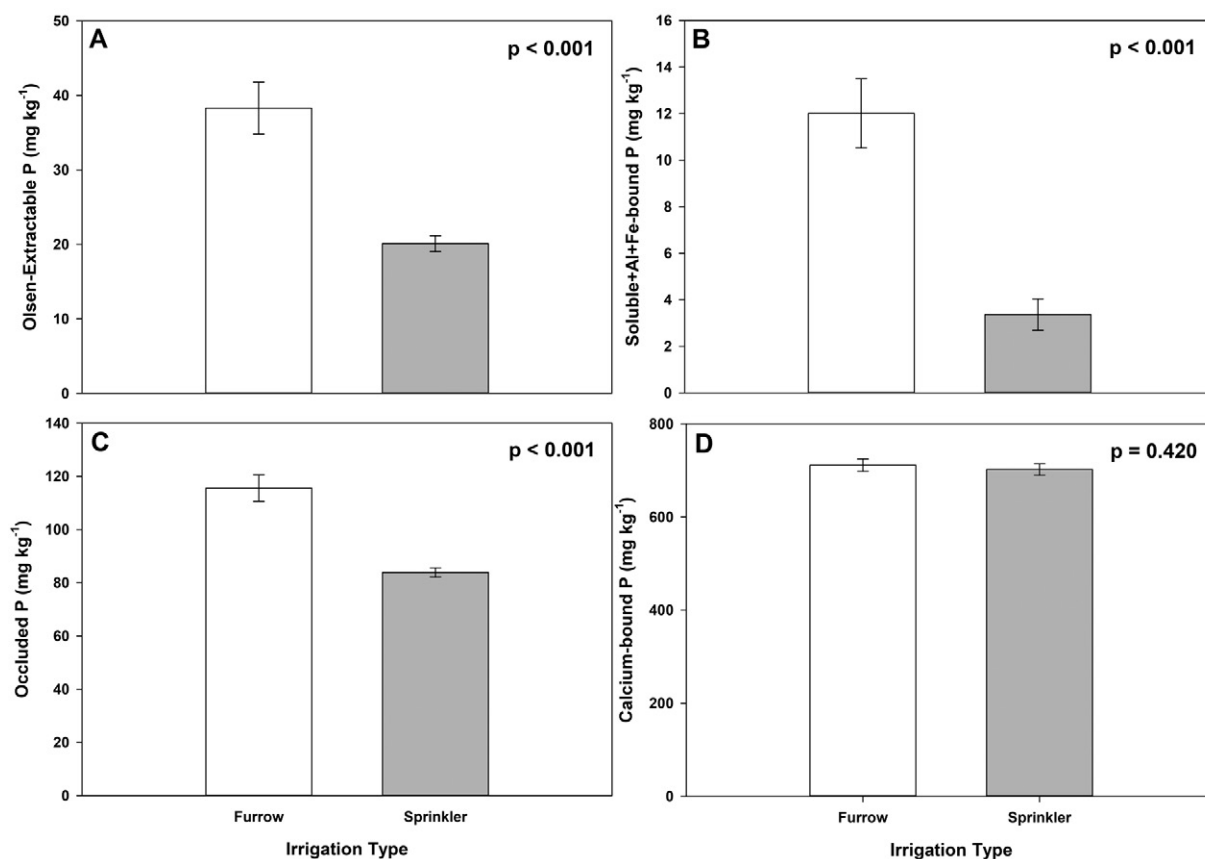 A
p < 0.001
Olsen-Extractable P (mg kg⁻¹)
50
40
30
20
10
0
B
p < 0.001
Soluble+Al+Fe-bound P (mg kg⁻¹)
16
14
12
10
8
6
4
2
0
C
p < 0.001
Occluded P (mg kg⁻¹)
140
120
100
80
60
40
20
0
Furrow
Sprinkler
Irrigation Type
D
p = 0.420
Calcium-bound P (mg kg⁻¹)
800
600
400
200
0
Furrow
Sprinkler
Irrigation Type